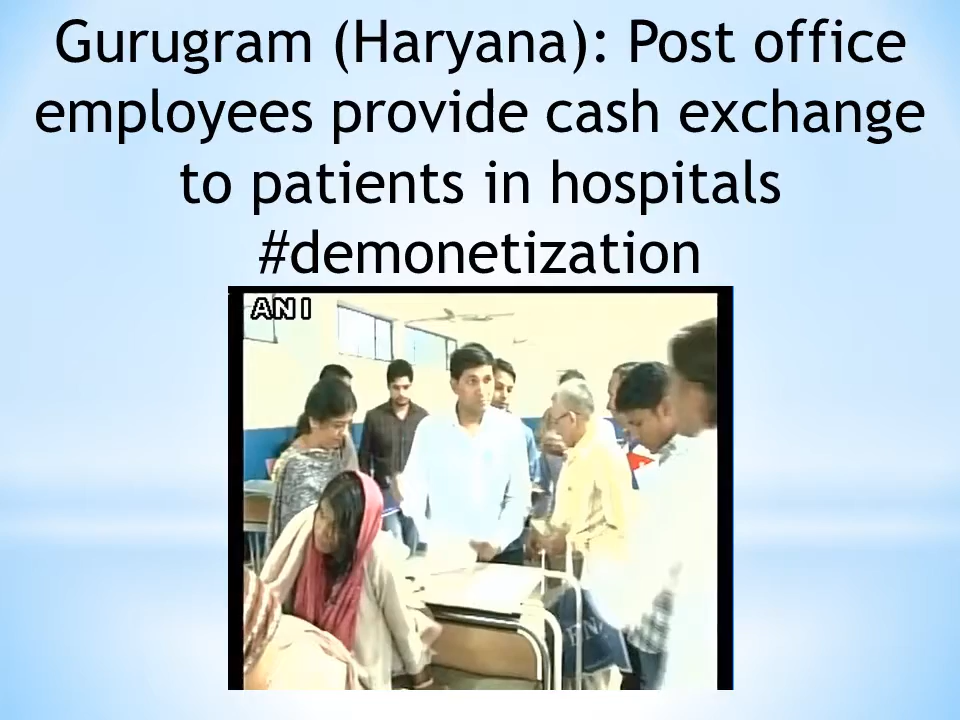 Gurugram (Haryana): Post office
employees provide cash exchange
to patients in hospitals
#demonetization
ANI